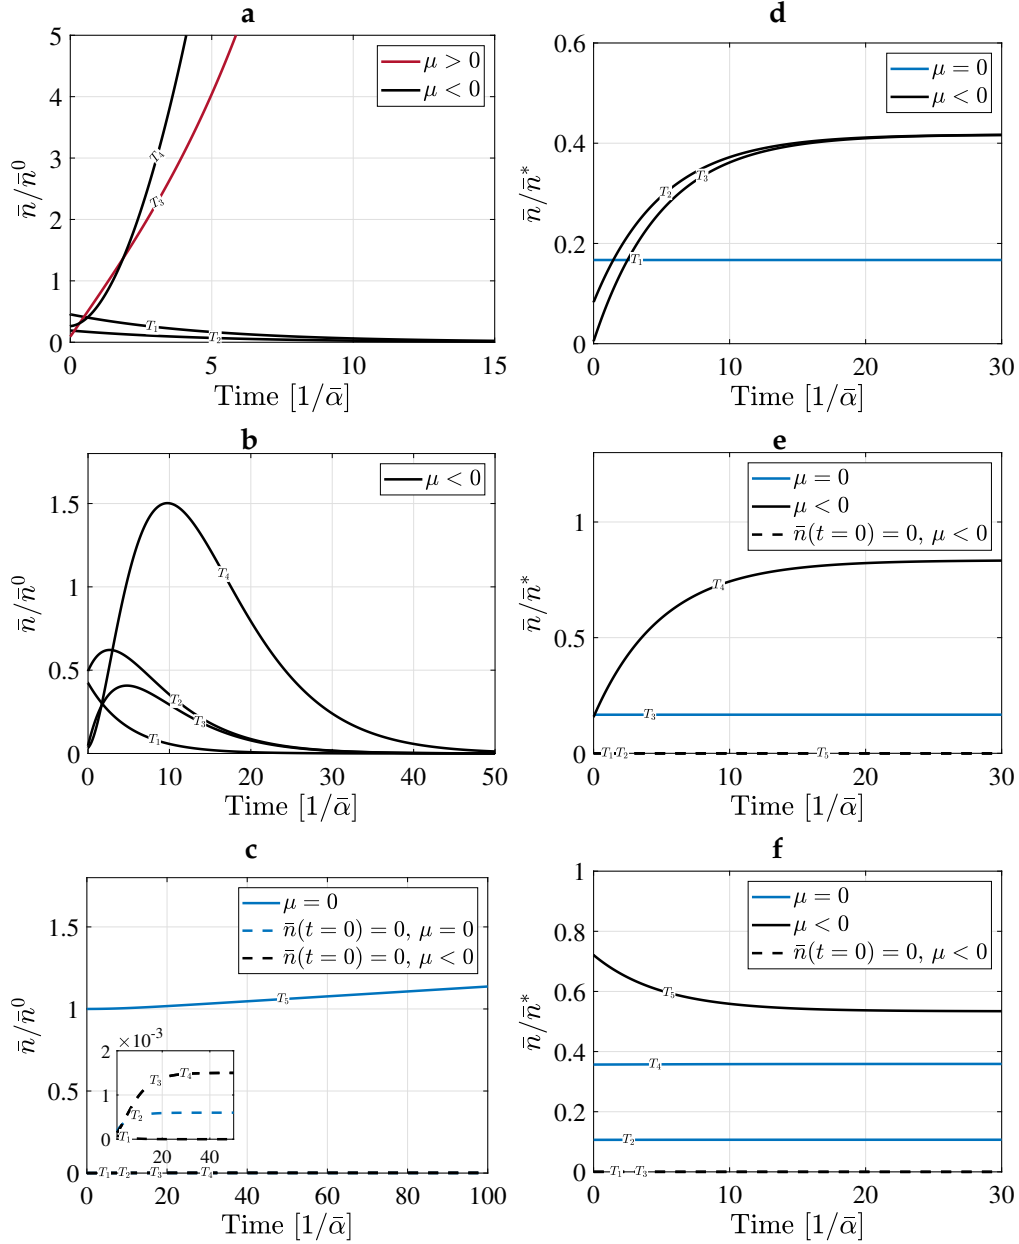 a
5
4
3
2
1
0
n̄/n̄⁰
μ > 0
μ < 0
T₄
T₃
T₁
T₂
0 5 10 15
Time [1/ᾱ]
d
0.6
0.4
0.2
0
n̄/n̄*
μ = 0
μ < 0
T₂
T₃
T₁
0 10 20 30
Time [1/ᾱ]
b
1.5
1
0.5
0
n̄/n̄⁰
μ < 0
T₄
T₂
T₃
T₁
0 10 20 30 40 50
Time [1/ᾱ]
e
1
0.5
0
n̄/n̄*
μ = 0
μ < 0
n̄(t = 0) = 0, μ < 0
T₄
T₃
T₁ T₂ T₅
0 10 20 30
Time [1/ᾱ]
c
1.5
1
0.5
0
n̄/n̄⁰
μ = 0
n̄(t = 0) = 0, μ = 0
n̄(t = 0) = 0, μ < 0
T₅
×10⁻³
2
1
0
T₃ T₄
T₂
T₁
20 40
T₁ T₂ T₃ T₄
0 20 40 60 80 100
Time [1/ᾱ]
f
1
0.8
0.6
0.4
0.2
0
n̄/n̄*
μ = 0
μ < 0
n̄(t = 0) = 0, μ < 0
T₅
T₄
T₂
T₁ T₃
0 10 20 30
Time [1/ᾱ]